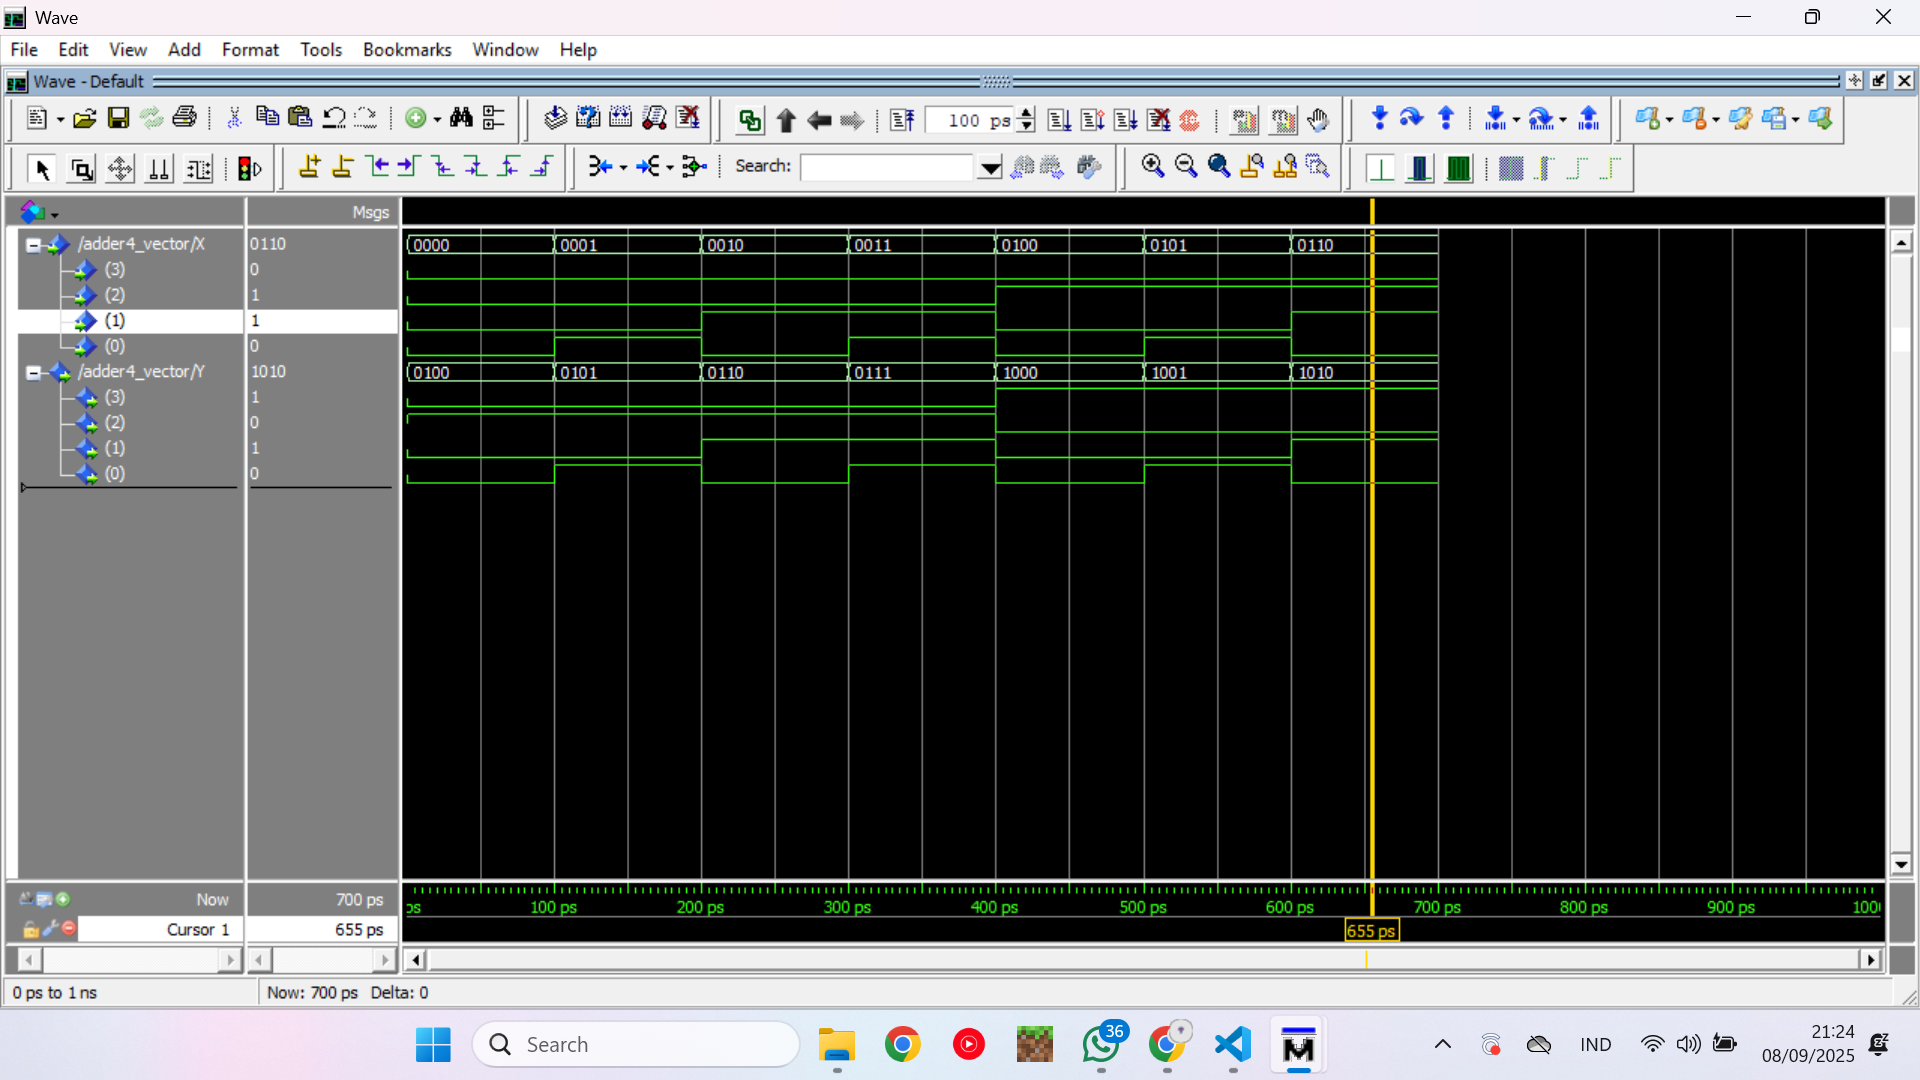 Wave
File Edit View Add Format Tools Bookmarks Window Help
Wave - Default
100 ps
Search:
Msgs
/adder4_vector/X 0110 0000 0001 0010 0011 0100 0101 0110
(3) 0
(2) 1
(1) 1
(0) 0
/adder4_vector/Y 1010 0100 0101 0110 0111 1000 1001 1010
(3) 1
(2) 0
(1) 1
(0) 0
Now 700 ps ps 100 ps 200 ps 300 ps 400 ps 500 ps 600 ps 700 ps 800 ps 900 ps 100
Cursor 1 655 ps 655 ps
0 ps to 1 ns Now: 700 ps Delta: 0
Search 36 IND 21:24
08/09/2025